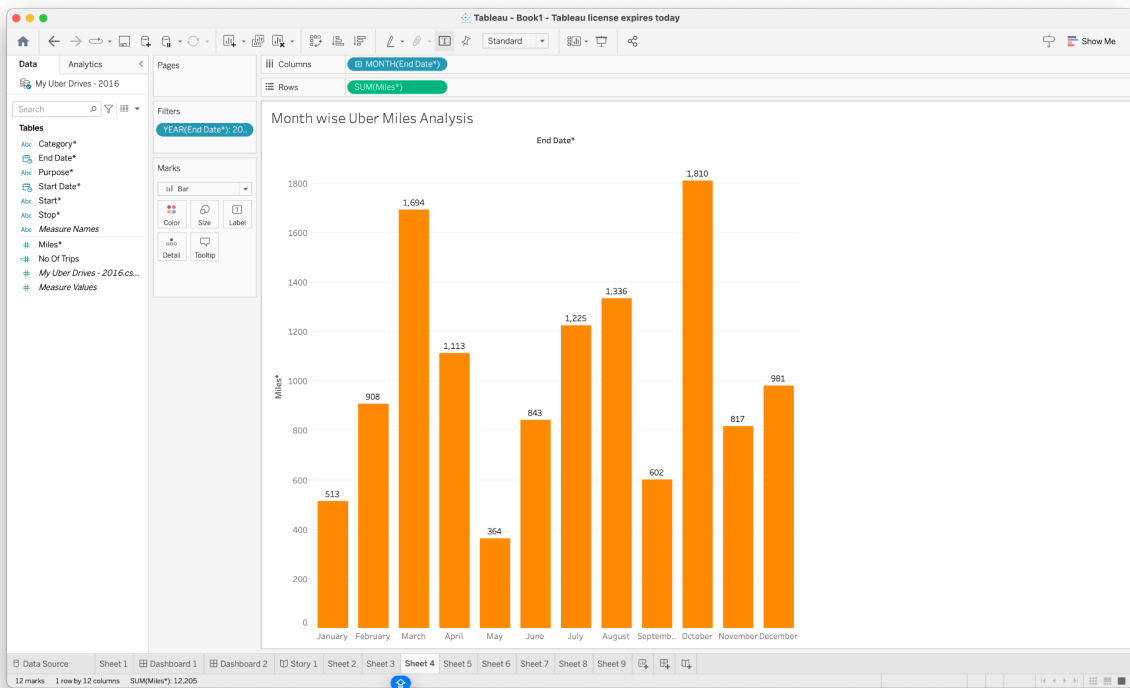 Tableau - Book1 - Tableau license expires today
Standard
Show Me
Data Analytics
My Uber Drives - 2016
Search
Tables
Abc Category*
End Date*
Abc Purpose*
Start Date*
Abc Start*
Abc Stop*
Abc Measure Names
# Miles*
=# No Of Trips
# My Uber Drives - 2016.cs...
# Measure Values
Pages
Filters
YEAR(End Date*): 20..
Marks
Bar
Color Size Label
Detail Tooltip
Columns MONTH(End Date*)
Rows SUM(Miles*)
Month wise Uber Miles Analysis
End Date*
Miles*
1800
1600
1400
1200
1000
800
600
400
200
0
513
908
1,694
1,113
364
843
1,225
1,336
602
1,810
817
981
January February March April May June July August Septemb.. October November December
Data Source Sheet 1 Dashboard 1 Dashboard 2 Story 1 Sheet 2 Sheet 3 Sheet 4 Sheet 5 Sheet 6 Sheet 7 Sheet 8 Sheet 9
12 marks 1 row by 12 columns SUM(Miles*): 12,205